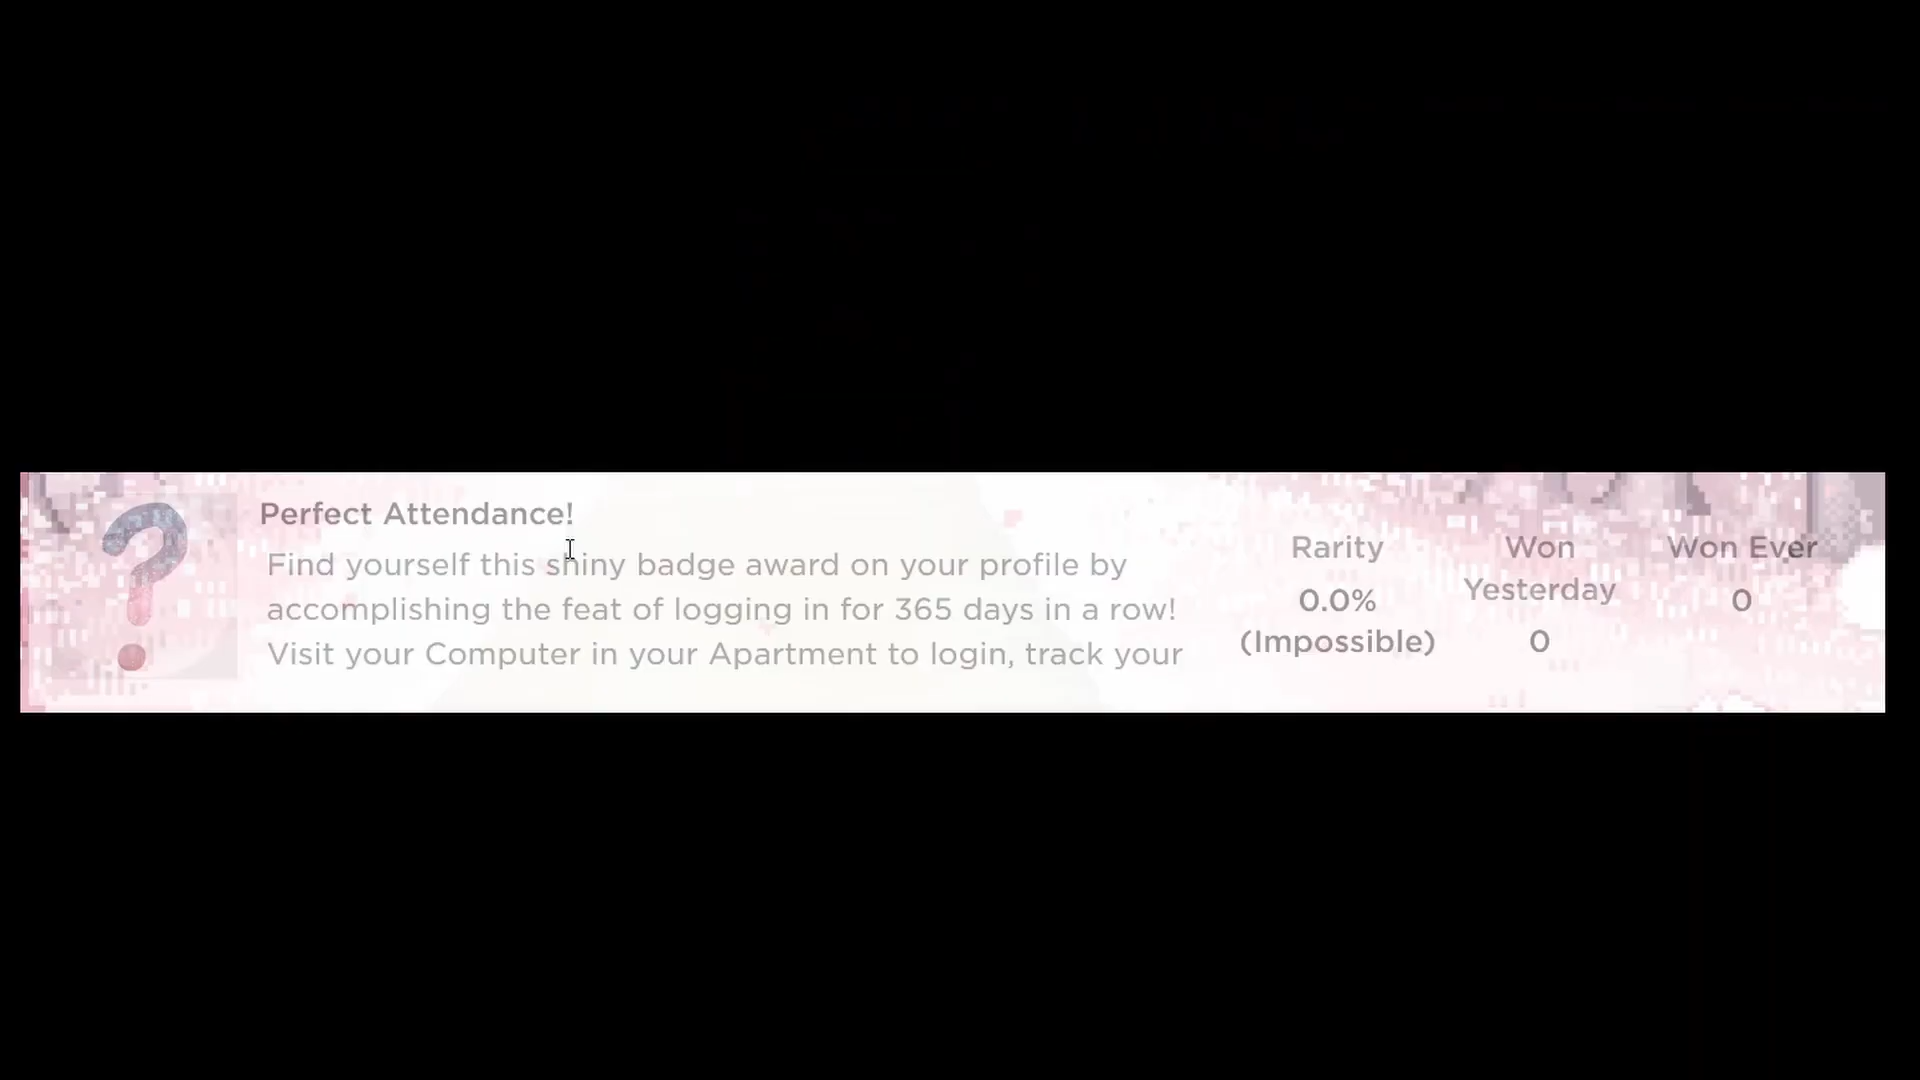 Perfect Attendance!
Find yourself this shiny badge award on your profile by
accomplishing the feat of logging in for 365 days in a row!
Visit your Computer in your Apartment to login, track your
Rarity
0.0%
(Impossible)
Won
Yesterday
0
Won Ever
0